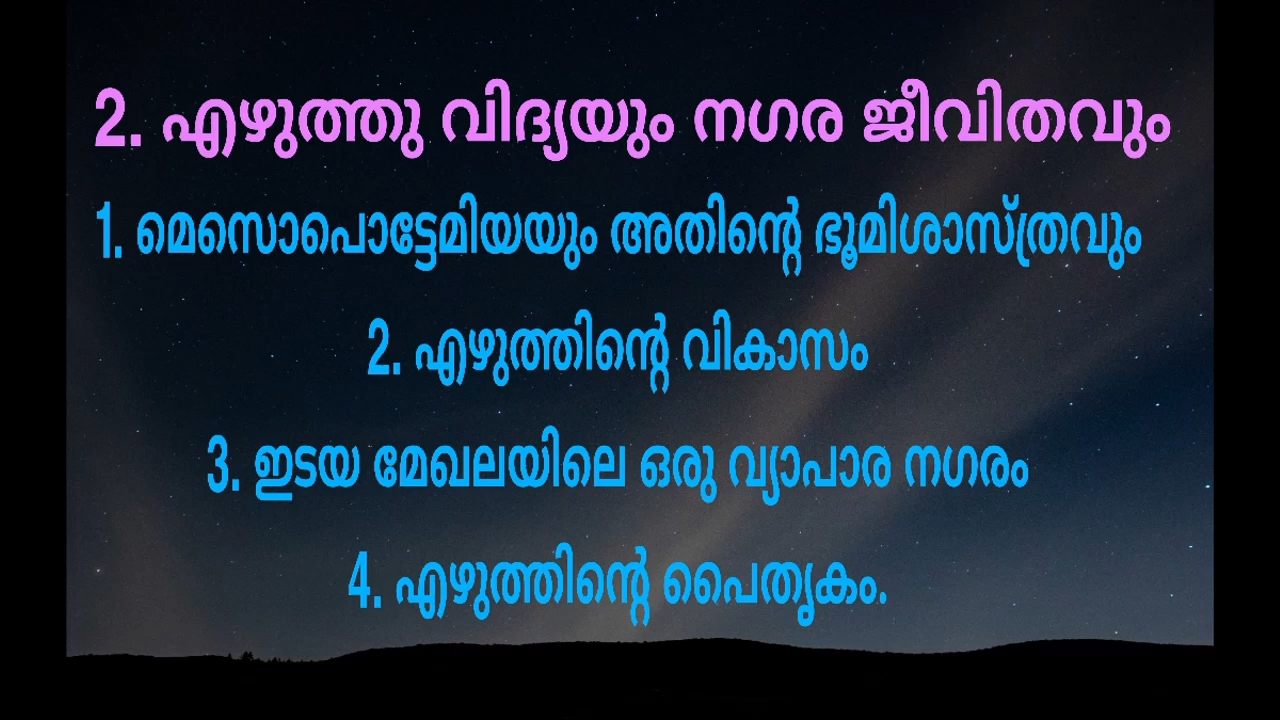 2. എഴുത്തു വിദ്യയും നഗര ജീവിതവും
1. മെസൊപൊട്ടേമിയയും അതിന്റെ ഭൂമിശാസ്ത്രവും
2. എഴുത്തിന്റെ വികാസം
3. ഇടയ മേഖലയിലെ ഒരു വ്യാപാര നഗരം
4. എഴുത്തിന്റെ പൈതൃകം.